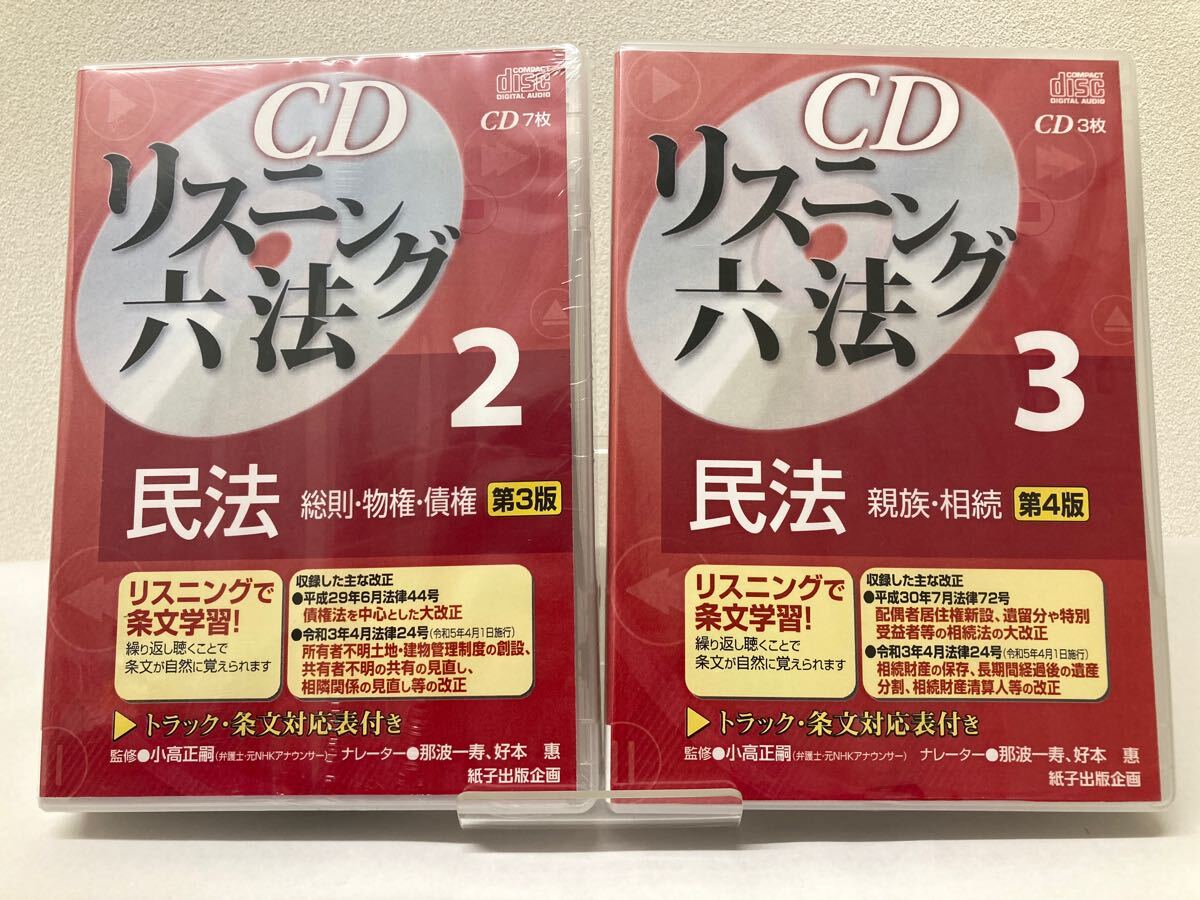 COMPACT
disc
DIGITAL AUDIO
CD 7枚
CD
リスニング
六法
2
民法 総則・物権・債権 第3版
リスニングで
条文学習!
繰り返し聴くことで
条文が自然に覚えられます
収録した主な改正
●平成29年6月法律44号
債権法を中心とした大改正
●令和3年4月法律24号(令和5年4月1日施行)
所有者不明土地・建物管理制度の創設、
共有者不明の共有の見直し、
相隣関係の見直し等の改正
▶トラック・条文対応表付き
監修●小高正嗣(弁護士・元NHKアナウンサー) ナレーター●那波一寿、好本 惠
紙子出版企画
COMPACT
disc
DIGITAL AUDIO
CD 3枚
CD
リスニング
六法
3
民法 親族・相続 第4版
リスニングで
条文学習!
繰り返し聴くことで
条文が自然に覚えられます
収録した主な改正
●平成30年7月法律72号
配偶者居住権新設、遺留分や特別
受益者等の相続法の大改正
●令和3年4月法律24号(令和5年4月1日施行)
相続財産の保存、長期間経過後の遺産
分割、相続財産清算人等の改正
▶トラック・条文対応表付き
監修●小高正嗣(弁護士・元NHKアナウンサー) ナレーター●那波一寿、好本 惠
紙子出版企画